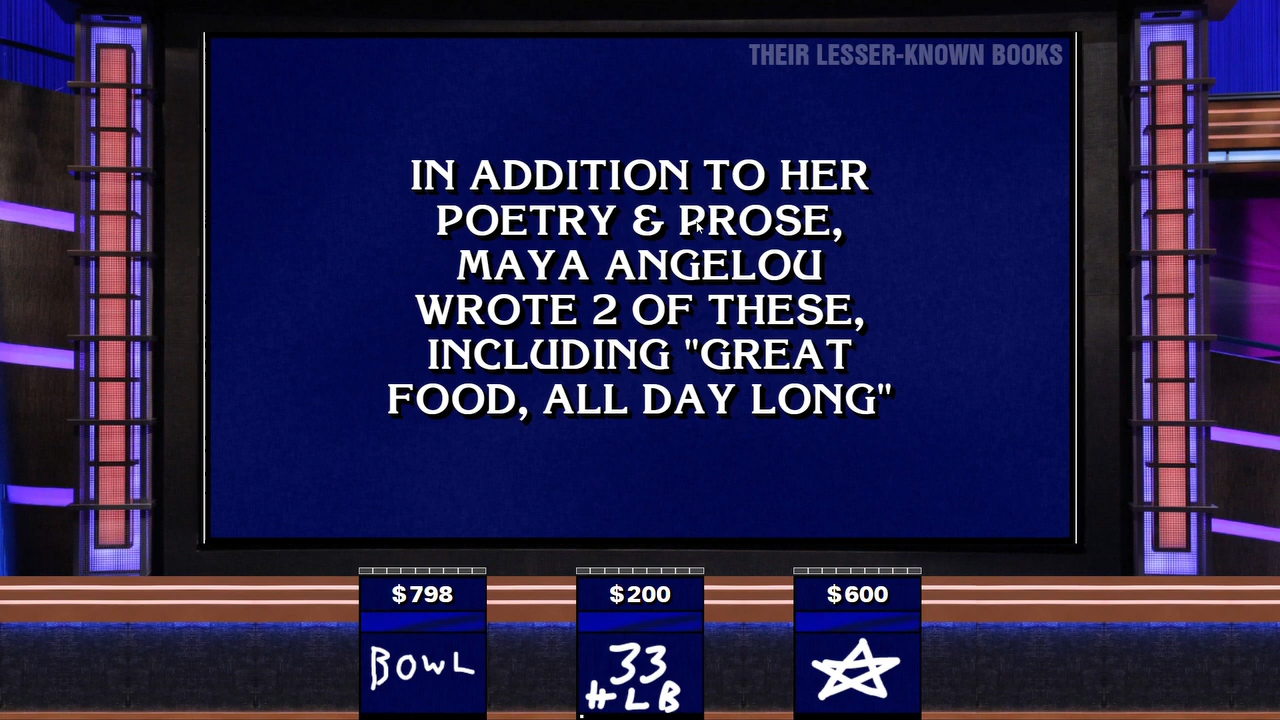 THEIR LESSER-KNOWN BOOKS
IN ADDITION TO HER
POETRY & PROSE,
MAYA ANGELOU
WROTE 2 OF THESE,
INCLUDING "GREAT
FOOD, ALL DAY LONG"
$798
$200
$600
BOWL
33
HLB